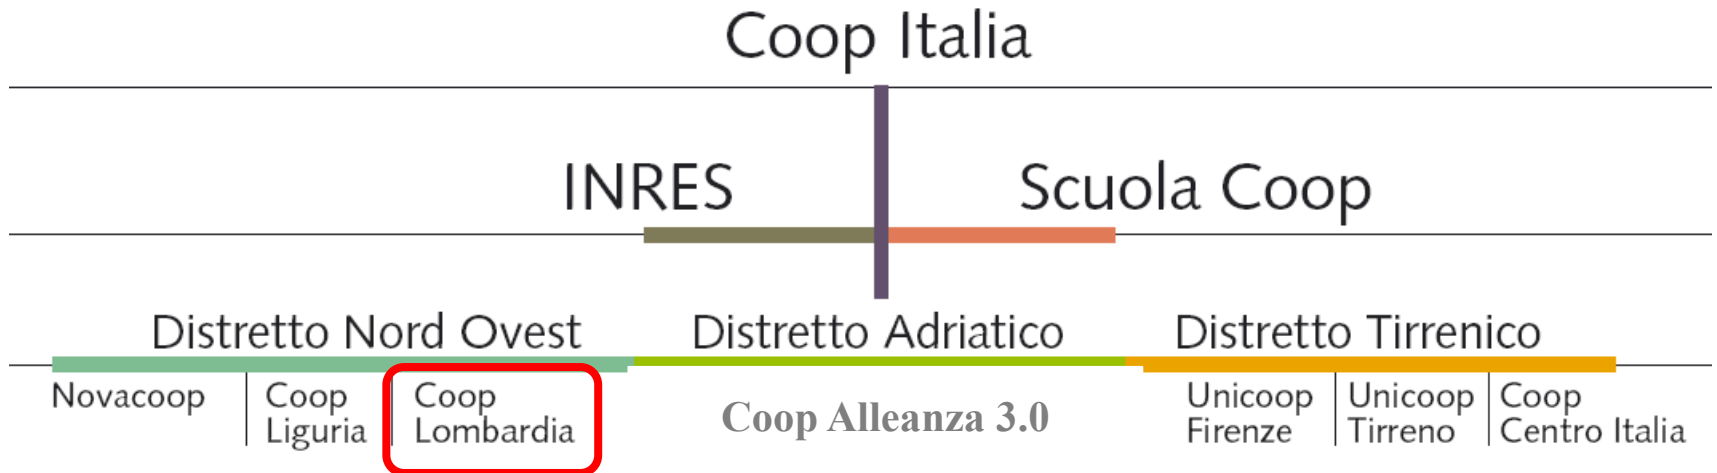 Coop Italia
INRES
Scuola Coop
Distretto Nord Ovest
Distretto Adriatico
Distretto Tirrenico
Novacoop
Coop
Liguria
Coop
Lombardia
Coop Alleanza 3.0
Unicoop
Firenze
Unicoop
Tirreno
Coop
Centro Italia